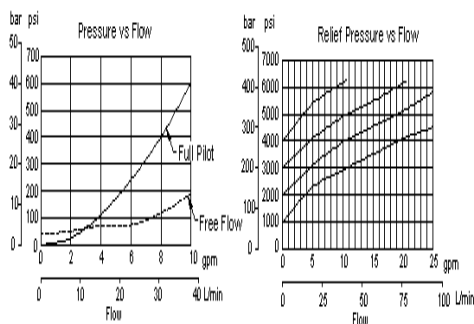 bar psi
Pressure vs Flow
50
40
30
20
10
0
700
600
500
400
300
200
100
0
Full Pilot
Free Flow
0 2 4 6 8 10
gpm
0 10 20 30 40 L/min
Flow
bar psi
Relief Pressure vs Flow
500
400
300
200
100
0
7000
6000
5000
4000
3000
2000
1000
0
0 5 10 15 20 25
gpm
0 25 50 75 100
L/min
Flow